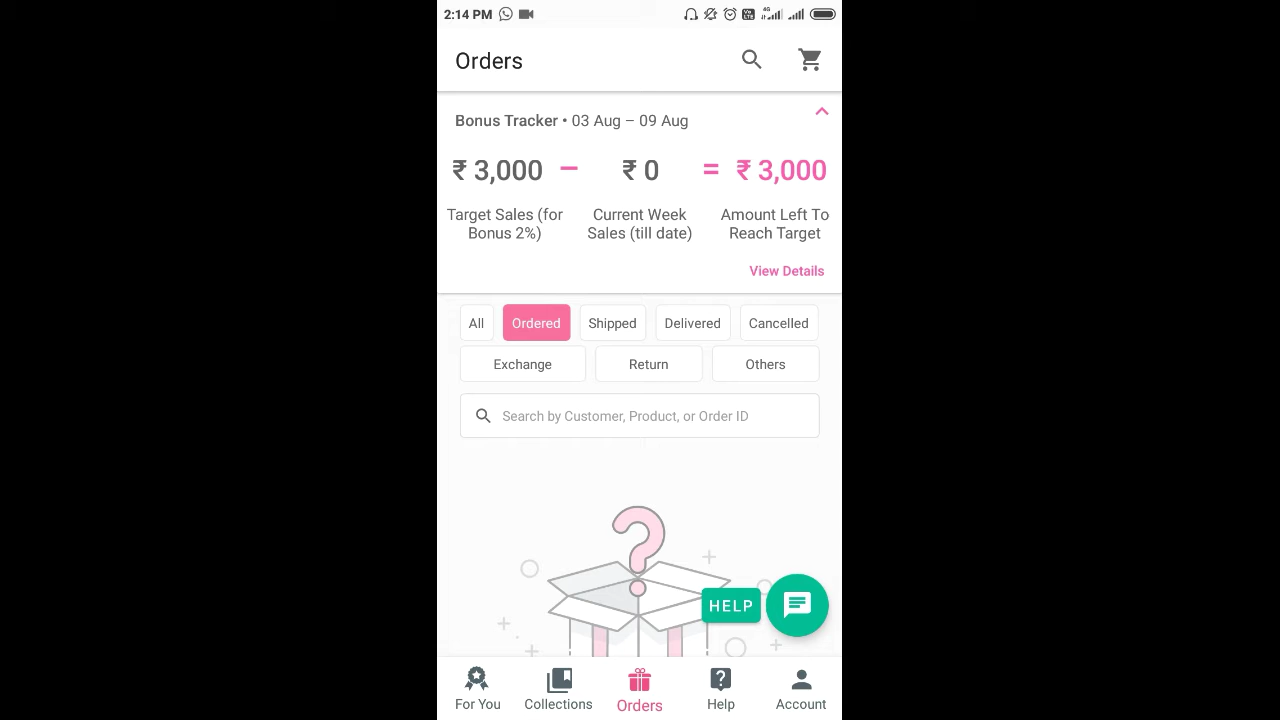 2:14 PM
Orders
Bonus Tracker • 03 Aug – 09 Aug
₹ 3,000 − ₹ 0 = ₹ 3,000
Target Sales (for Bonus 2%)
Current Week Sales (till date)
Amount Left To Reach Target
View Details
All Ordered Shipped Delivered Cancelled
Exchange Return Others
Search by Customer, Product, or Order ID
?
HELP
For You Collections Orders Help Account